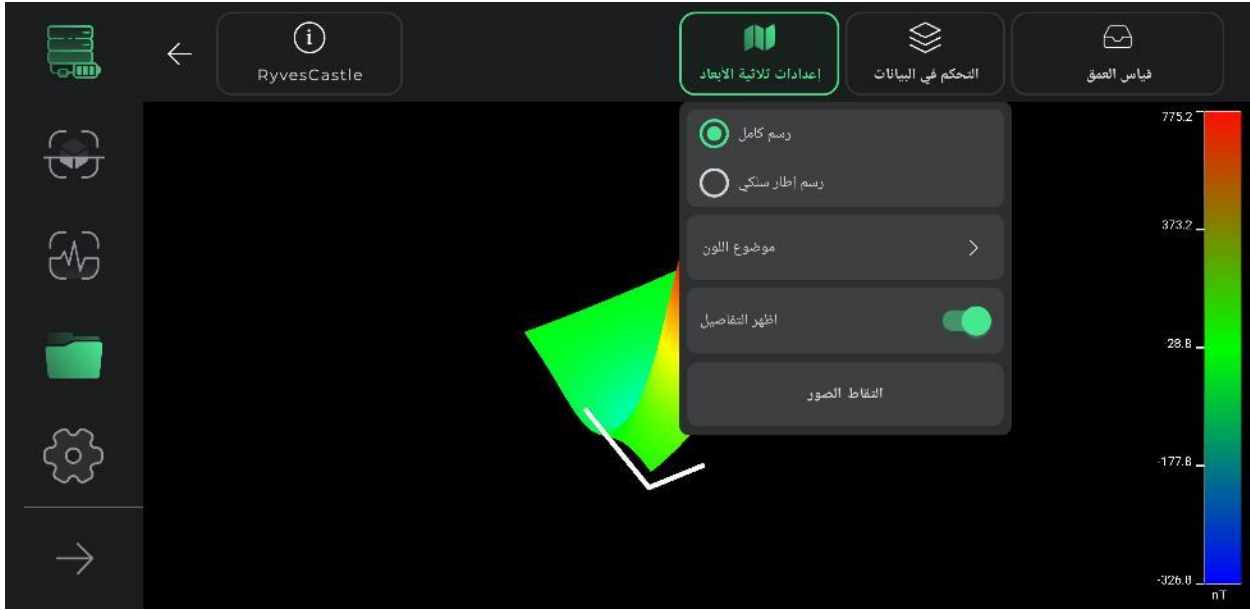 RyvesCastle
إعدادات ثلاثية الأبعاد
التحكم في البيانات
قياس العمق
رسم كامل
رسم إطار سلكي
موضوع اللون
اظهر التفاصيل
التقاط الصور
775.2
373.2
-28.8
-177.8
-326.8
nT